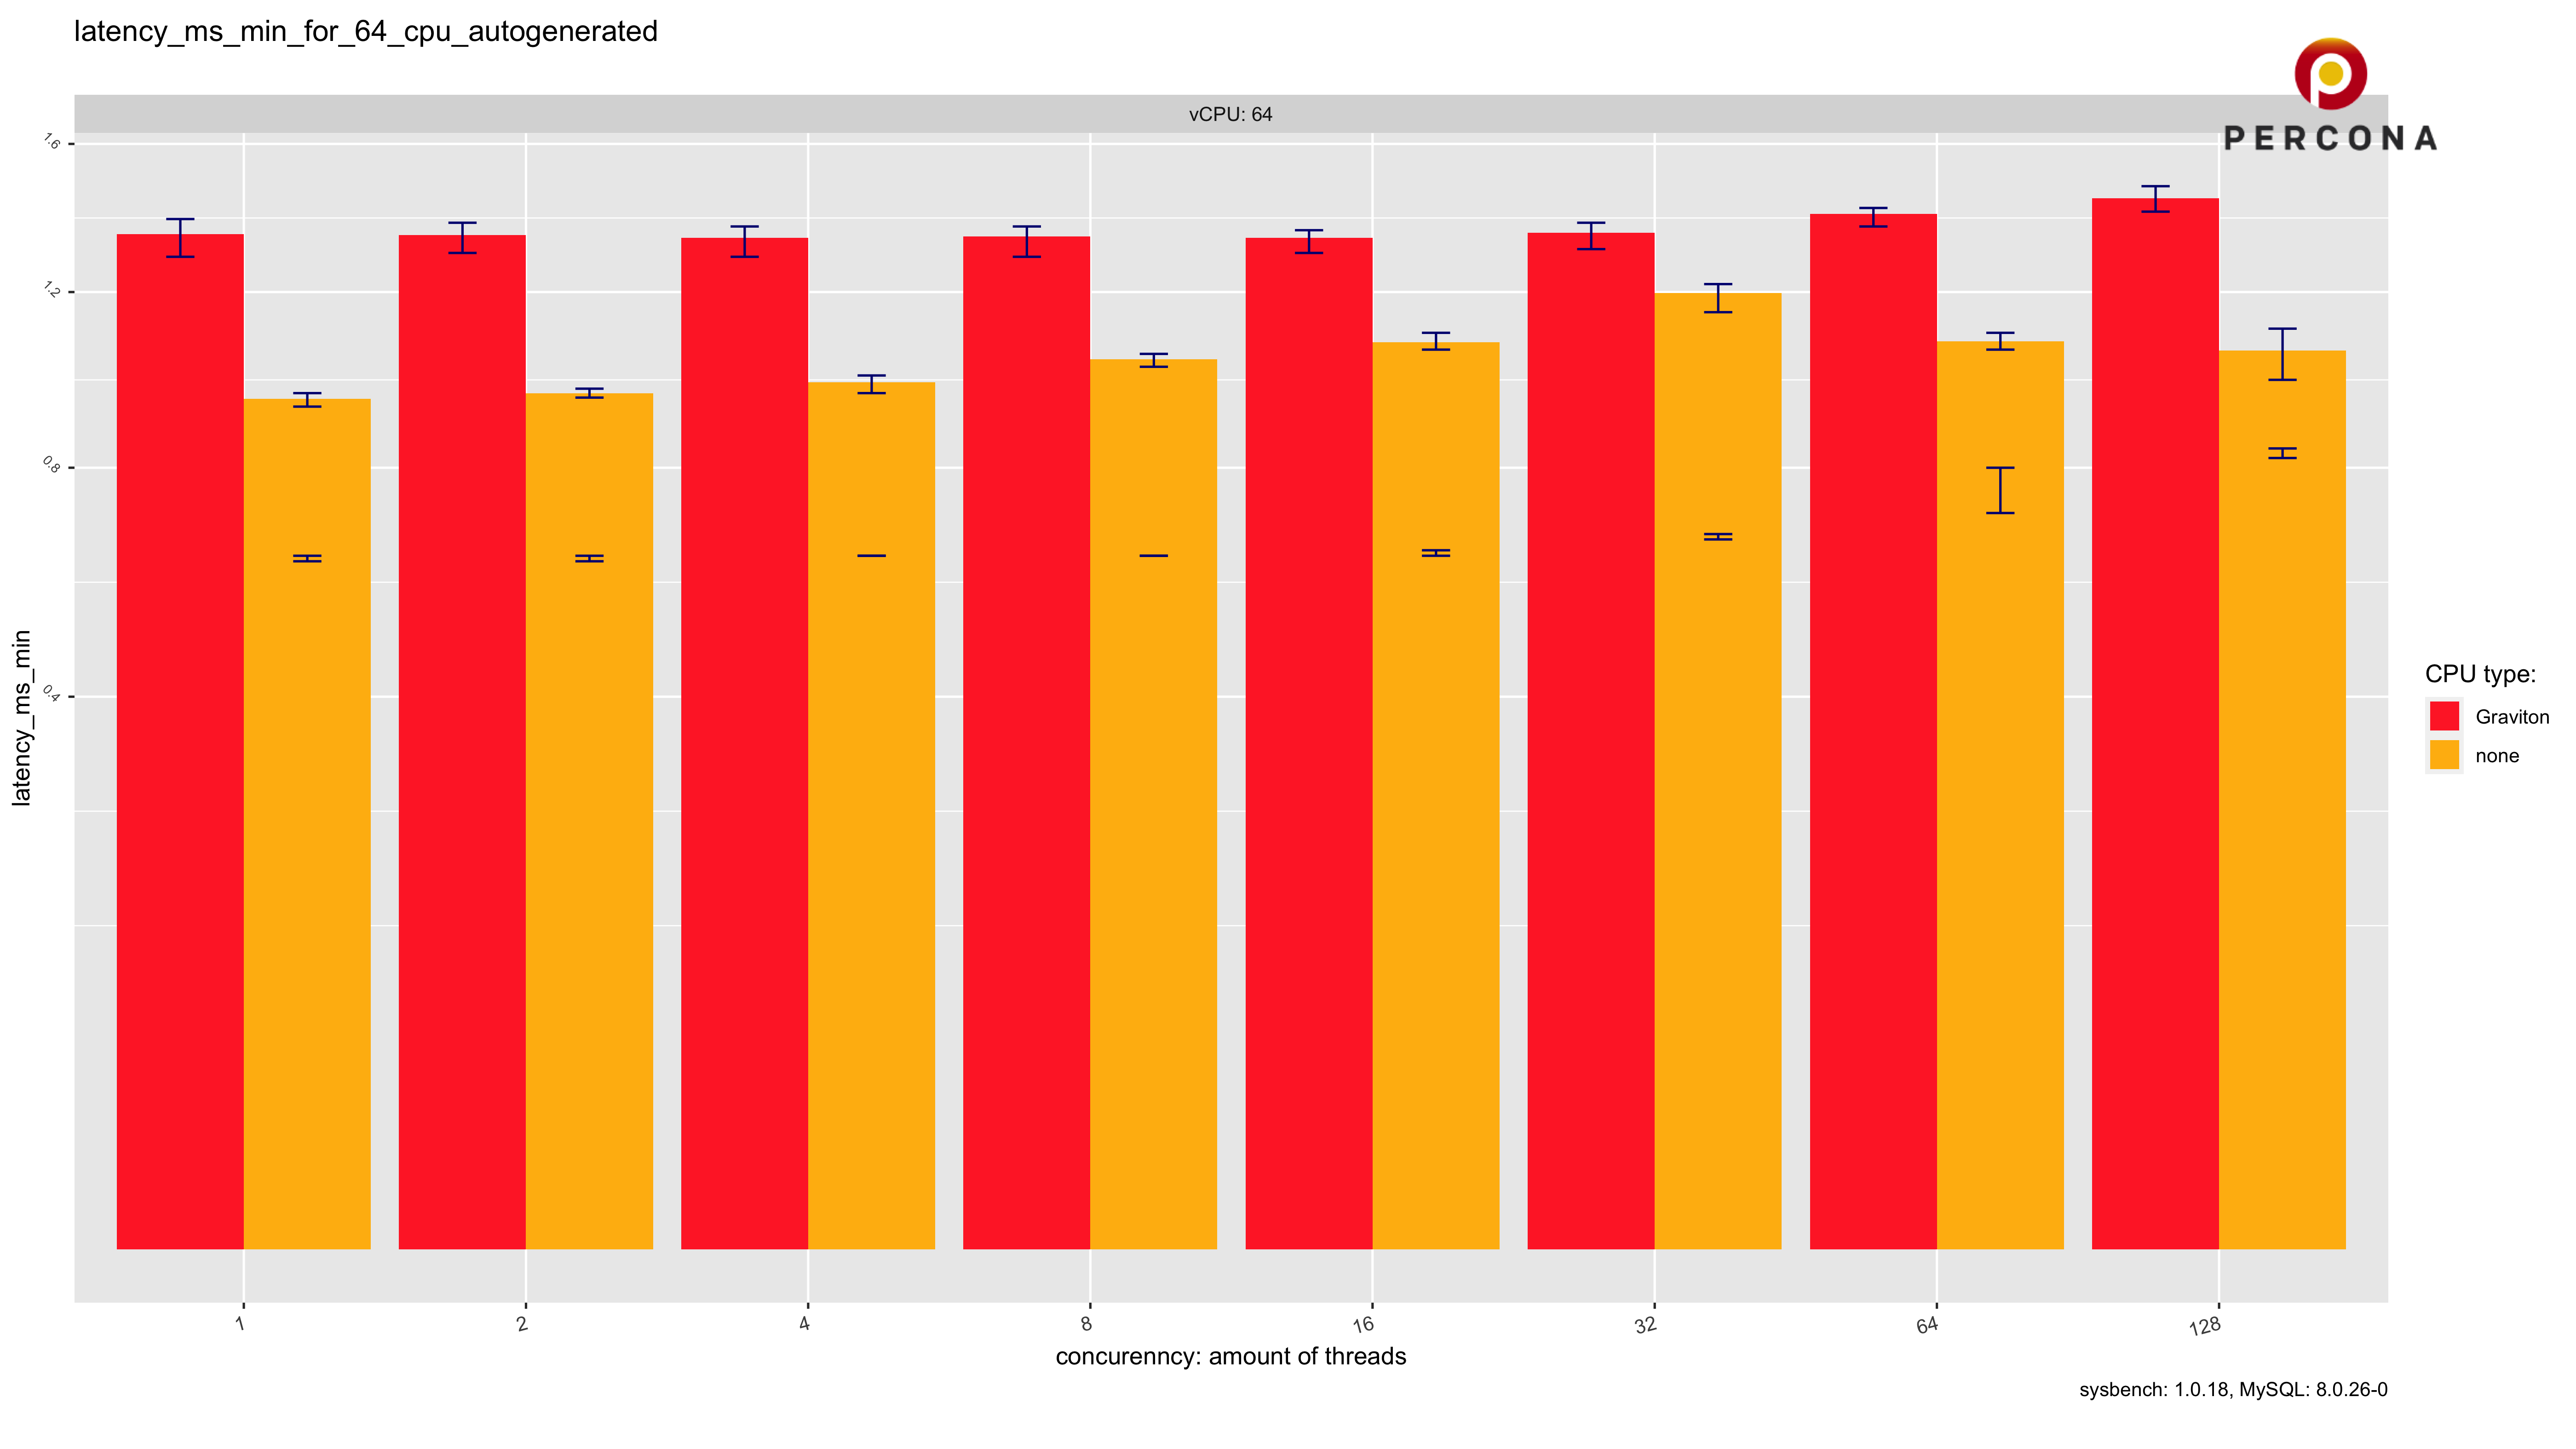 latency_ms_min_for_64_cpu_autogenerated
PERCONA
vCPU: 64
1.6
1.2
0.8
0.4
latency_ms_min
CPU type:
Graviton
none
1
2
4
8
16
32
64
128
concurenncy: amount of threads
sysbench: 1.0.18, MySQL: 8.0.26-0